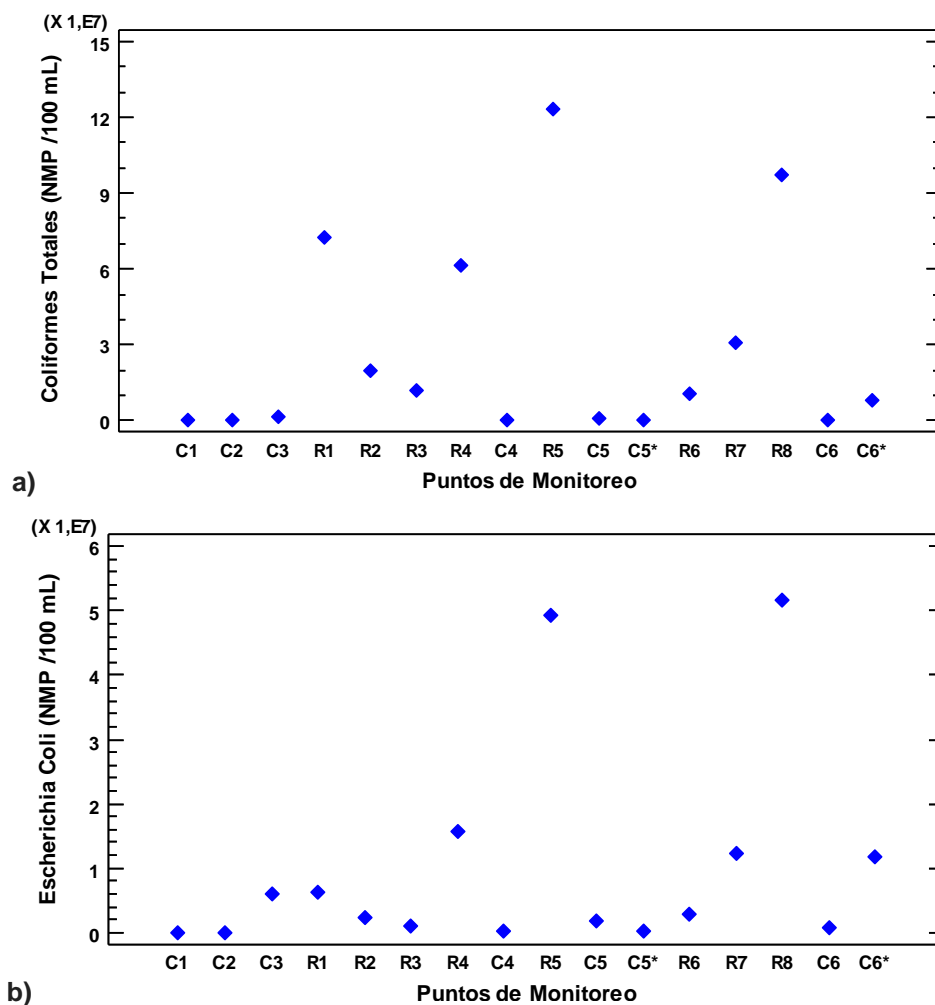 (X 1,E7)
15
12
9
6
3
0
Coliformes Totales (NMP /100 mL)
C1 C2 C3 R1 R2 R3 R4 C4 R5 C5 C5* R6 R7 R8 C6 C6*
Puntos de Monitoreo
a)
(X 1,E7)
6
5
4
3
2
1
0
Escherichia Coli (NMP /100 mL)
C1 C2 C3 R1 R2 R3 R4 C4 R5 C5 C5* R6 R7 R8 C6 C6*
Puntos de Monitoreo
b)